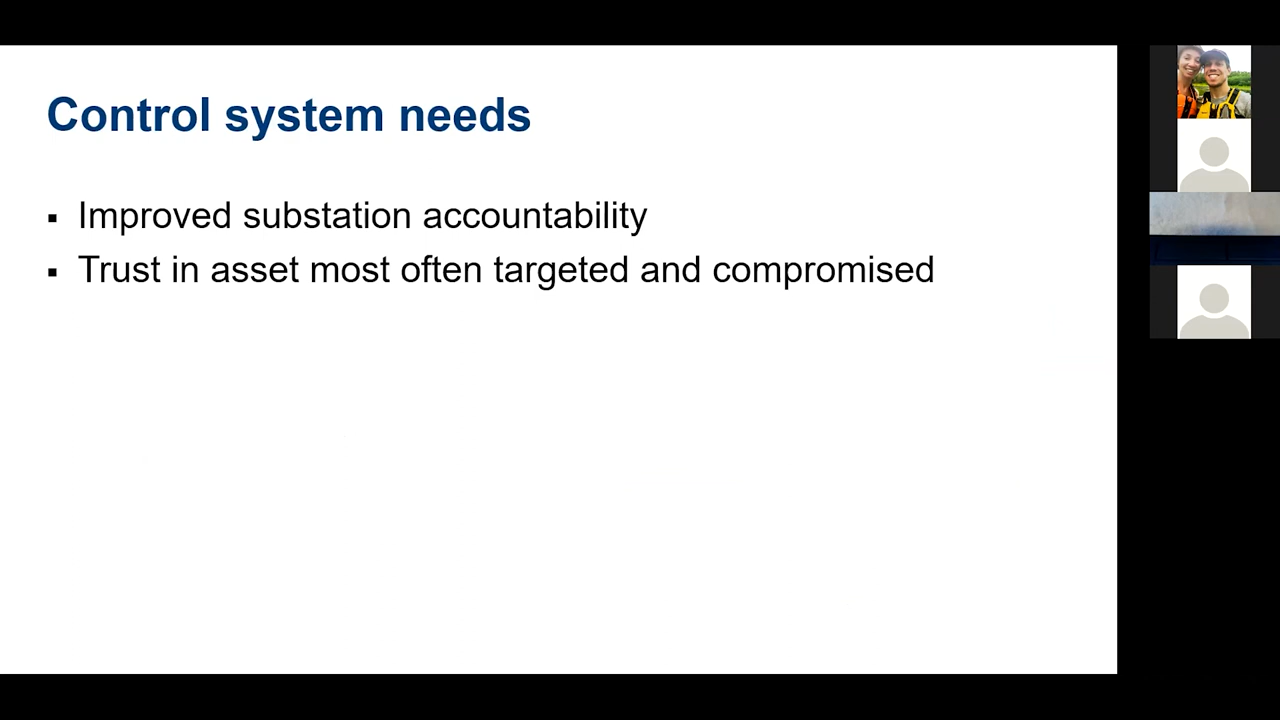 Control system needs
▪ Improved substation accountability
▪ Trust in asset most often targeted and compromised